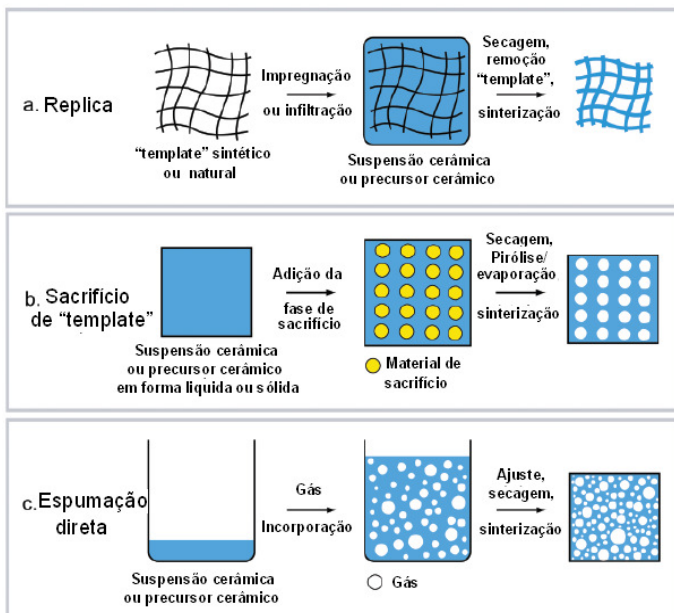 a. Replica
“template” sintético
ou natural
Impregnação
ou infiltração
Suspensão cerâmica
ou precursor cerâmico
Secagem,
remoção
“template”,
sinterização
b. Sacrifício
de “template”
Suspensão cerâmica
ou precursor cerâmico
em forma liquida ou sólida
Adição da
fase de
sacrifício
Material de
sacrifício
Secagem,
Pirólise/
evaporação
sinterização
c. Espumação
direta
Suspensão cerâmica
ou precursor cerâmico
Gás
Incorporação
Gás
Ajuste,
secagem,
sinterização